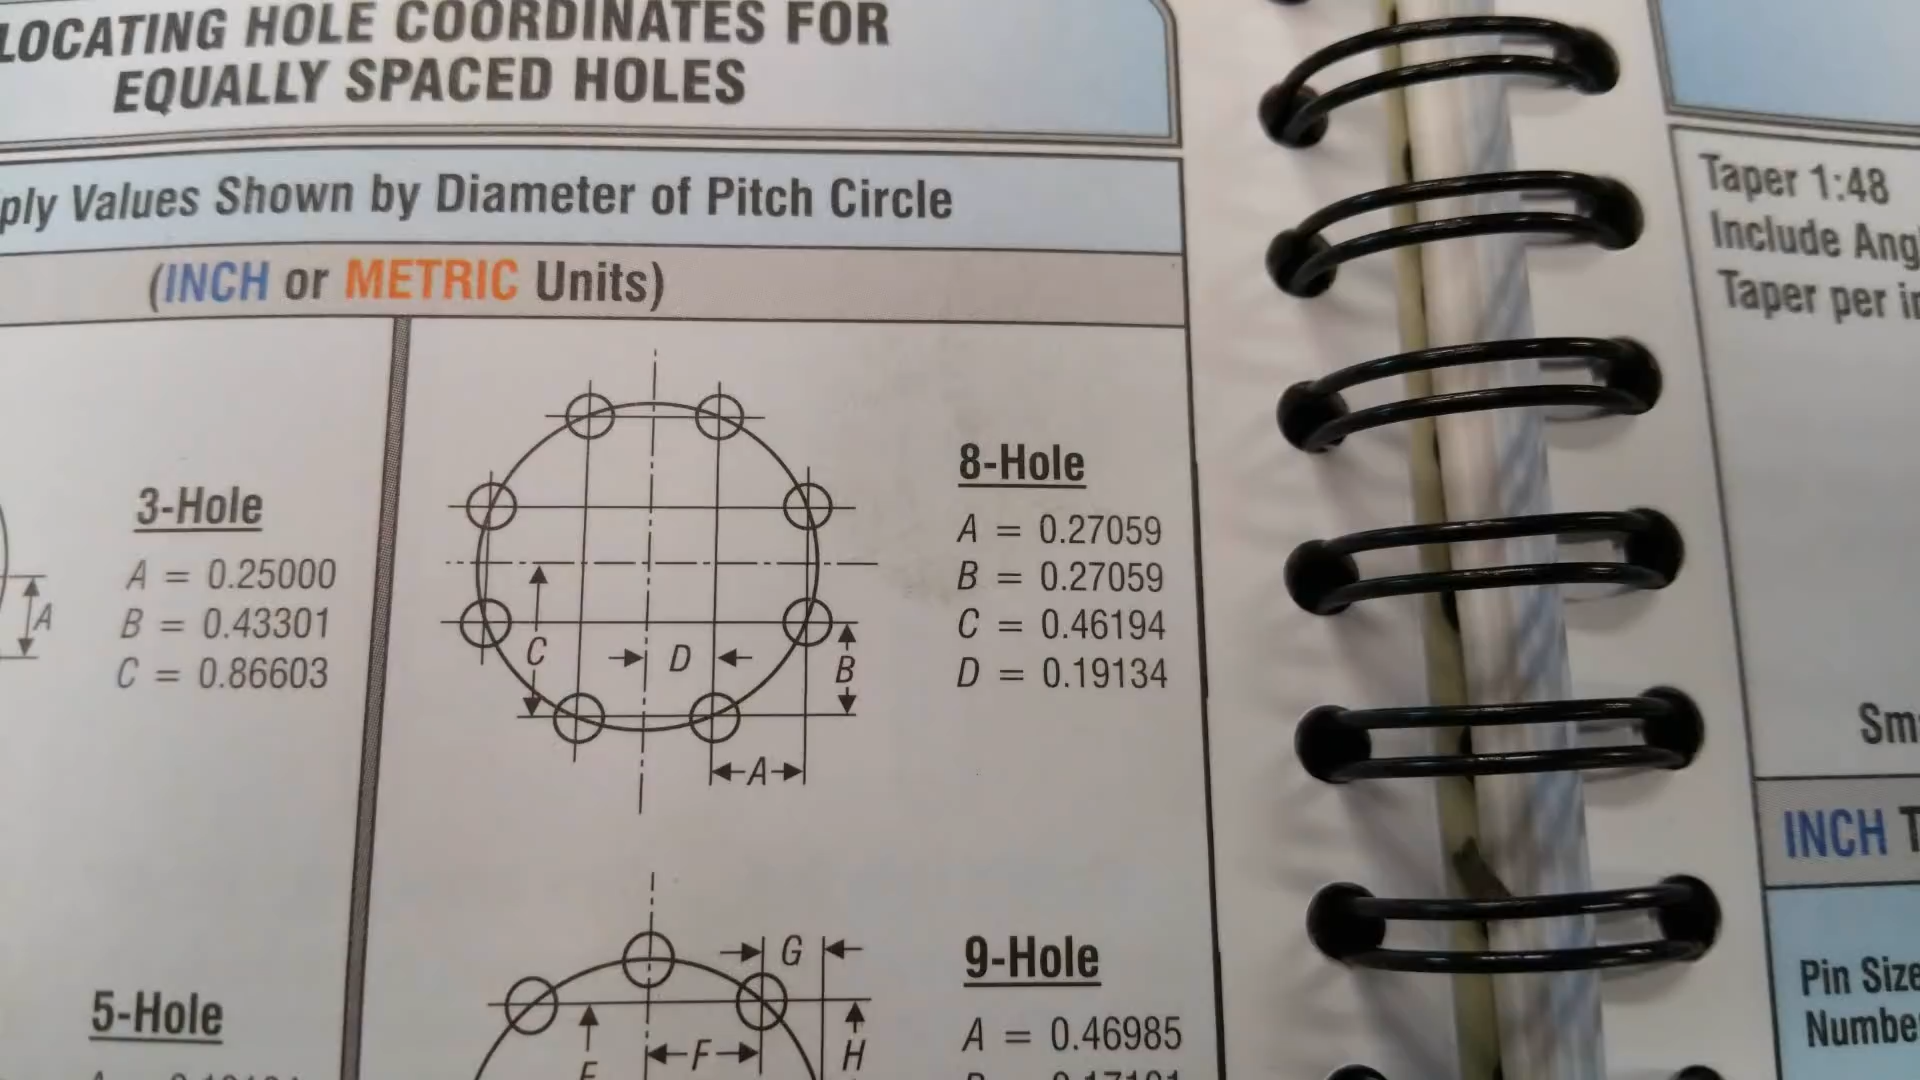 LOCATING HOLE COORDINATES FOR
EQUALLY SPACED HOLES
ply Values Shown by Diameter of Pitch Circle
(INCH or METRIC Units)
3-Hole
A = 0.25000
B = 0.43301
C = 0.86603
A
8-Hole
A = 0.27059
B = 0.27059
C = 0.46194
D = 0.19134
C
D
B
A
5-Hole
9-Hole
A = 0.46985
G
F
H
Taper 1:48
Include Ang
Taper per in
Sm
INCH T
Pin Size
Numbe